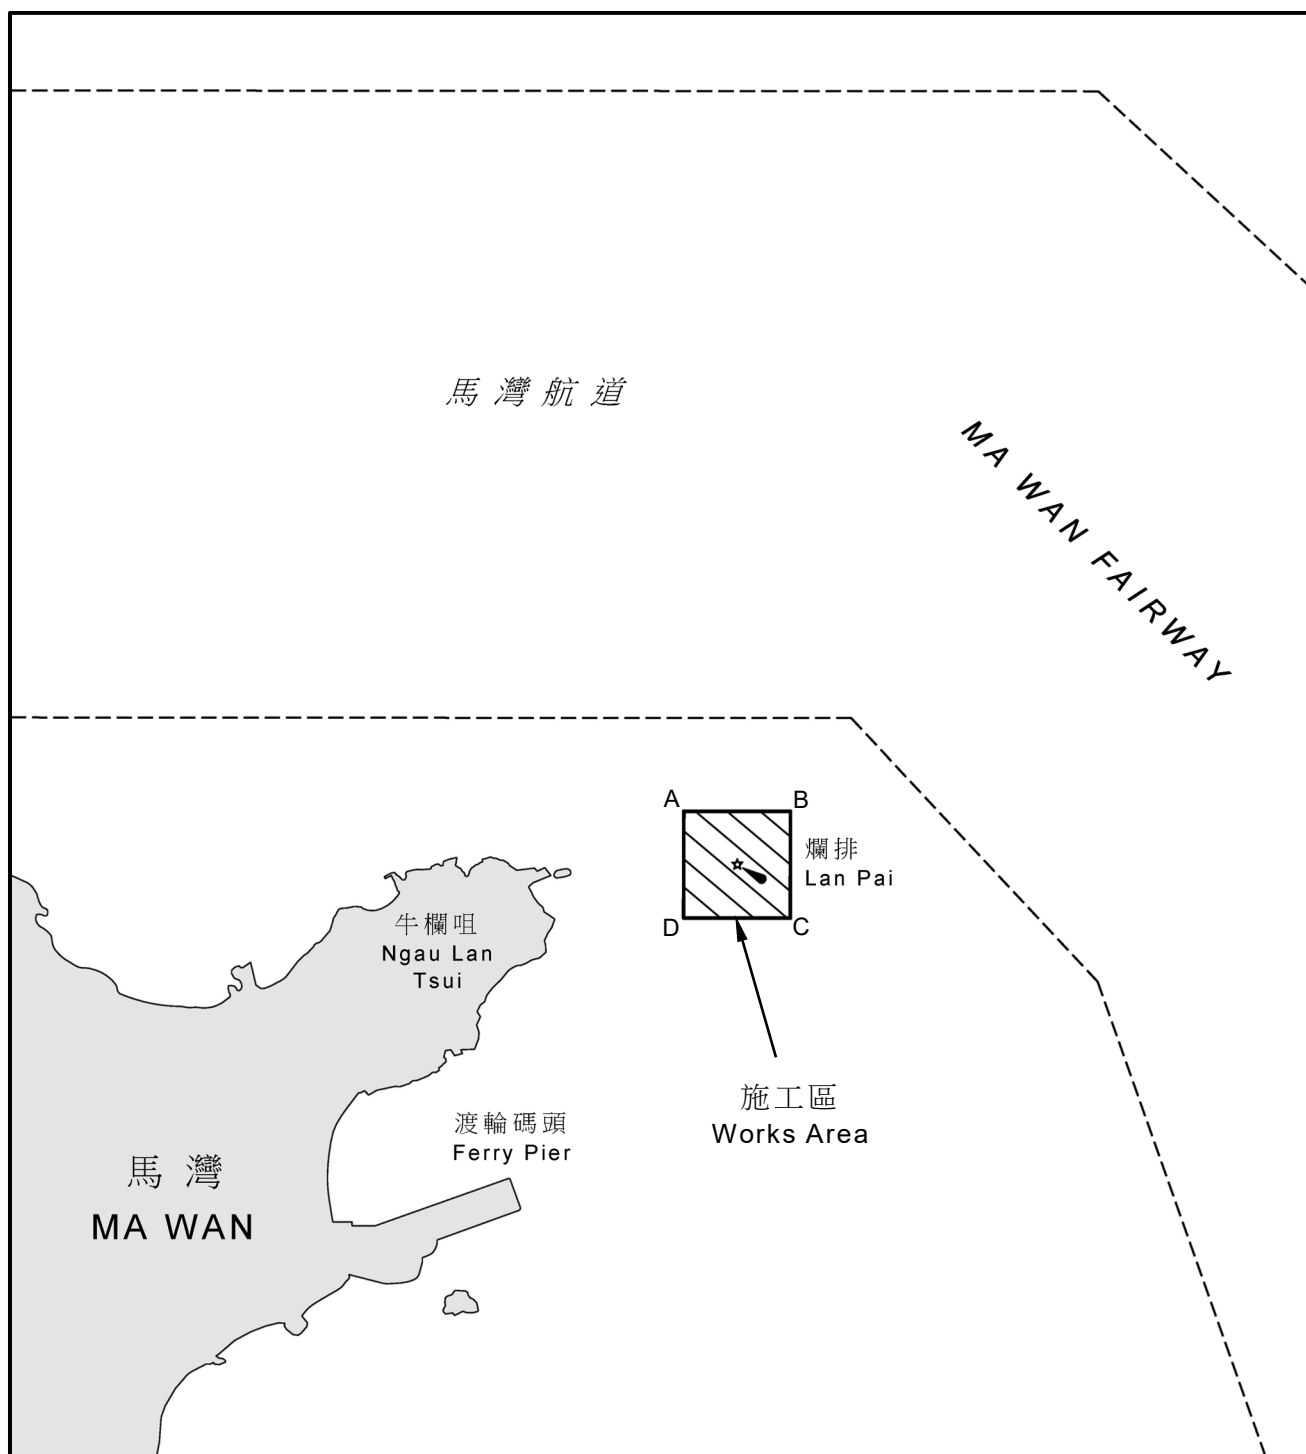 馬灣航道
MA WAN FAIRWAY
A
B
爛排
Lan Pai
D
C
牛欄咀
Ngau Lan
Tsui
施工區
Works Area
渡輪碼頭
Ferry Pier
馬灣
MA WAN